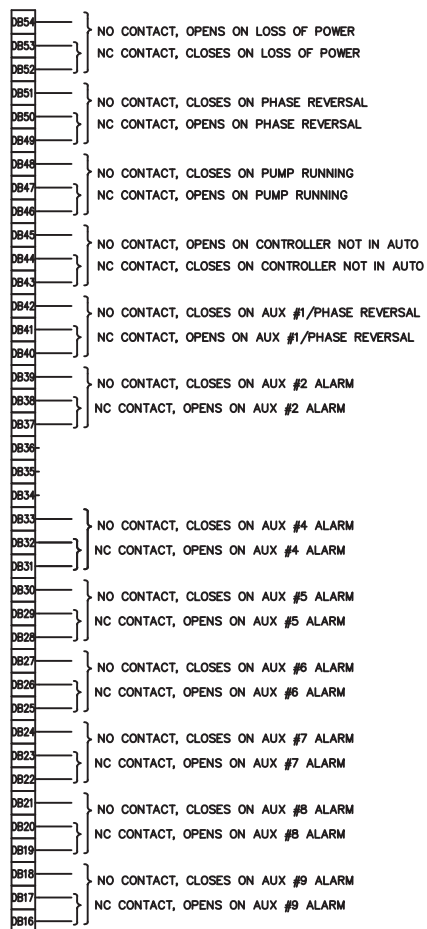 DB54
NO CONTACT, OPENS ON LOSS OF POWER
DB53
NC CONTACT, CLOSES ON LOSS OF POWER
DB52
DB51
NO CONTACT, CLOSES ON PHASE REVERSAL
DB50
NC CONTACT, OPENS ON PHASE REVERSAL
DB49
DB48
NO CONTACT, CLOSES ON PUMP RUNNING
DB47
NC CONTACT, OPENS ON PUMP RUNNING
DB46
DB45
NO CONTACT, OPENS ON CONTROLLER NOT IN AUTO
DB44
NC CONTACT, CLOSES ON CONTROLLER NOT IN AUTO
DB43
DB42
NO CONTACT, CLOSES ON AUX #1/PHASE REVERSAL
DB41
NC CONTACT, OPENS ON AUX #1/PHASE REVERSAL
DB40
DB39
NO CONTACT, CLOSES ON AUX #2 ALARM
DB38
NC CONTACT, OPENS ON AUX #2 ALARM
DB37
DB36
DB35
DB34
DB33
NO CONTACT, CLOSES ON AUX #4 ALARM
DB32
NC CONTACT, OPENS ON AUX #4 ALARM
DB31
DB30
NO CONTACT, CLOSES ON AUX #5 ALARM
DB29
NC CONTACT, OPENS ON AUX #5 ALARM
DB28
DB27
NO CONTACT, CLOSES ON AUX #6 ALARM
DB26
NC CONTACT, OPENS ON AUX #6 ALARM
DB25
DB24
NO CONTACT, CLOSES ON AUX #7 ALARM
DB23
NC CONTACT, OPENS ON AUX #7 ALARM
DB22
DB21
NO CONTACT, CLOSES ON AUX #8 ALARM
DB20
NC CONTACT, OPENS ON AUX #8 ALARM
DB19
DB18
NO CONTACT, CLOSES ON AUX #9 ALARM
DB17
NC CONTACT, OPENS ON AUX #9 ALARM
DB16